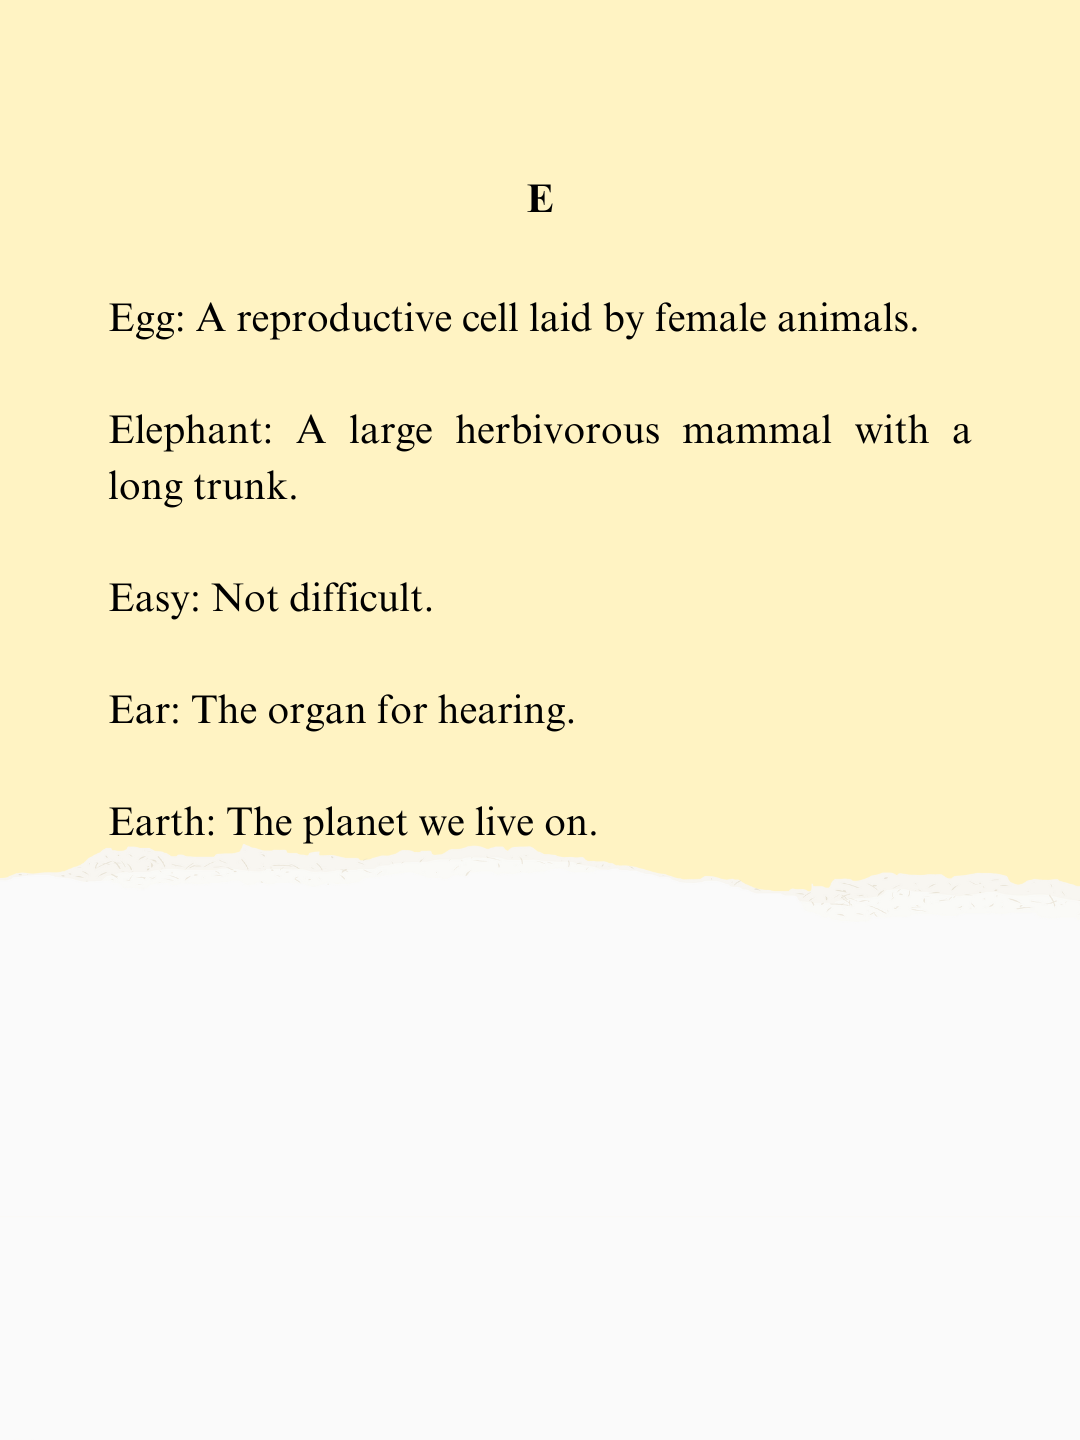 E
Egg: A reproductive cell laid by female animals.
Elephant: A large herbivorous mammal with a
long trunk.
Easy: Not difficult.
Ear: The organ for hearing.
Earth: The planet we live on.